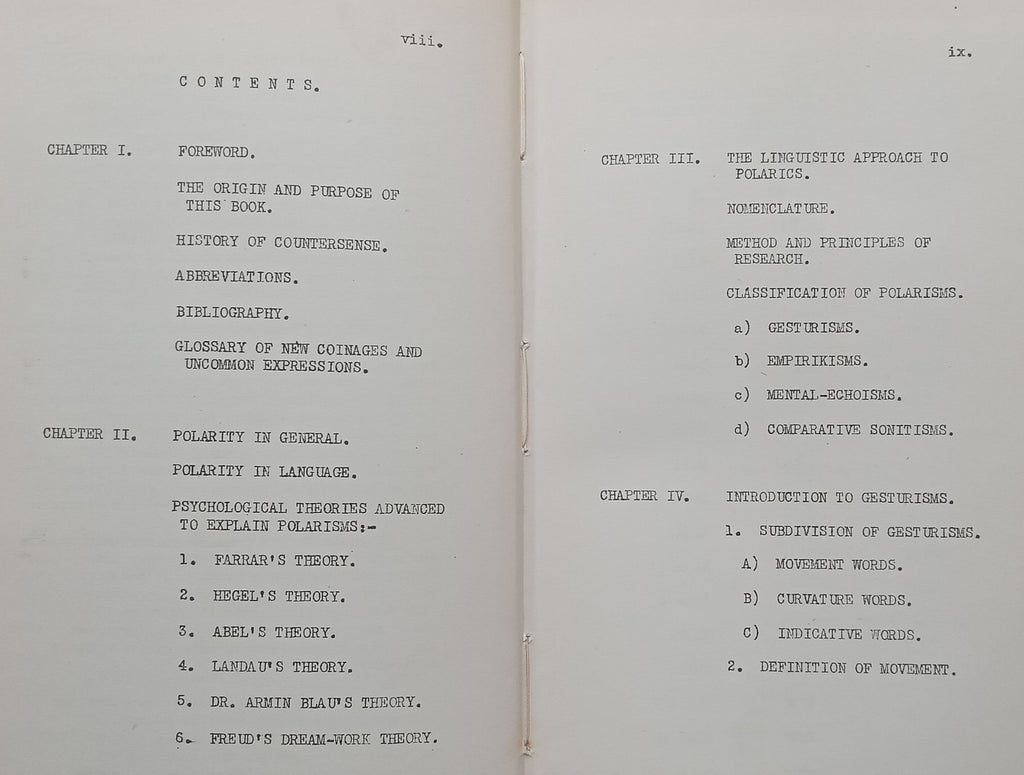 viii.
C O N T E N T S.
CHAPTER I. FOREWORD.
THE ORIGIN AND PURPOSE OF
THIS BOOK.
HISTORY OF COUNTERSENSE.
ABBREVIATIONS.
BIBLIOGRAPHY.
GLOSSARY OF NEW COINAGES AND
UNCOMMON EXPRESSIONS.
CHAPTER II. POLARITY IN GENERAL.
POLARITY IN LANGUAGE.
PSYCHOLOGICAL THEORIES ADVANCED
TO EXPLAIN POLARISMS:-
1. FARRAR'S THEORY.
2. HEGEL'S THEORY.
3. ABEL'S THEORY.
4. LANDAU'S THEORY.
5. DR. ARMIN BLAU'S THEORY.
6. FREUD'S DREAM-WORK THEORY.
ix.
CHAPTER III. THE LINGUISTIC APPROACH TO
POLARICS.
NOMENCLATURE.
METHOD AND PRINCIPLES OF
RESEARCH.
CLASSIFICATION OF POLARISMS.
a) GESTURISMS.
b) EMPIRIKISMS.
c) MENTAL-ECHOISMS.
d) COMPARATIVE SONITISMS.
CHAPTER IV. INTRODUCTION TO GESTURISMS.
1. SUBDIVISION OF GESTURISMS.
A) MOVEMENT WORDS.
B) CURVATURE WORDS.
C) INDICATIVE WORDS.
2. DEFINITION OF MOVEMENT.